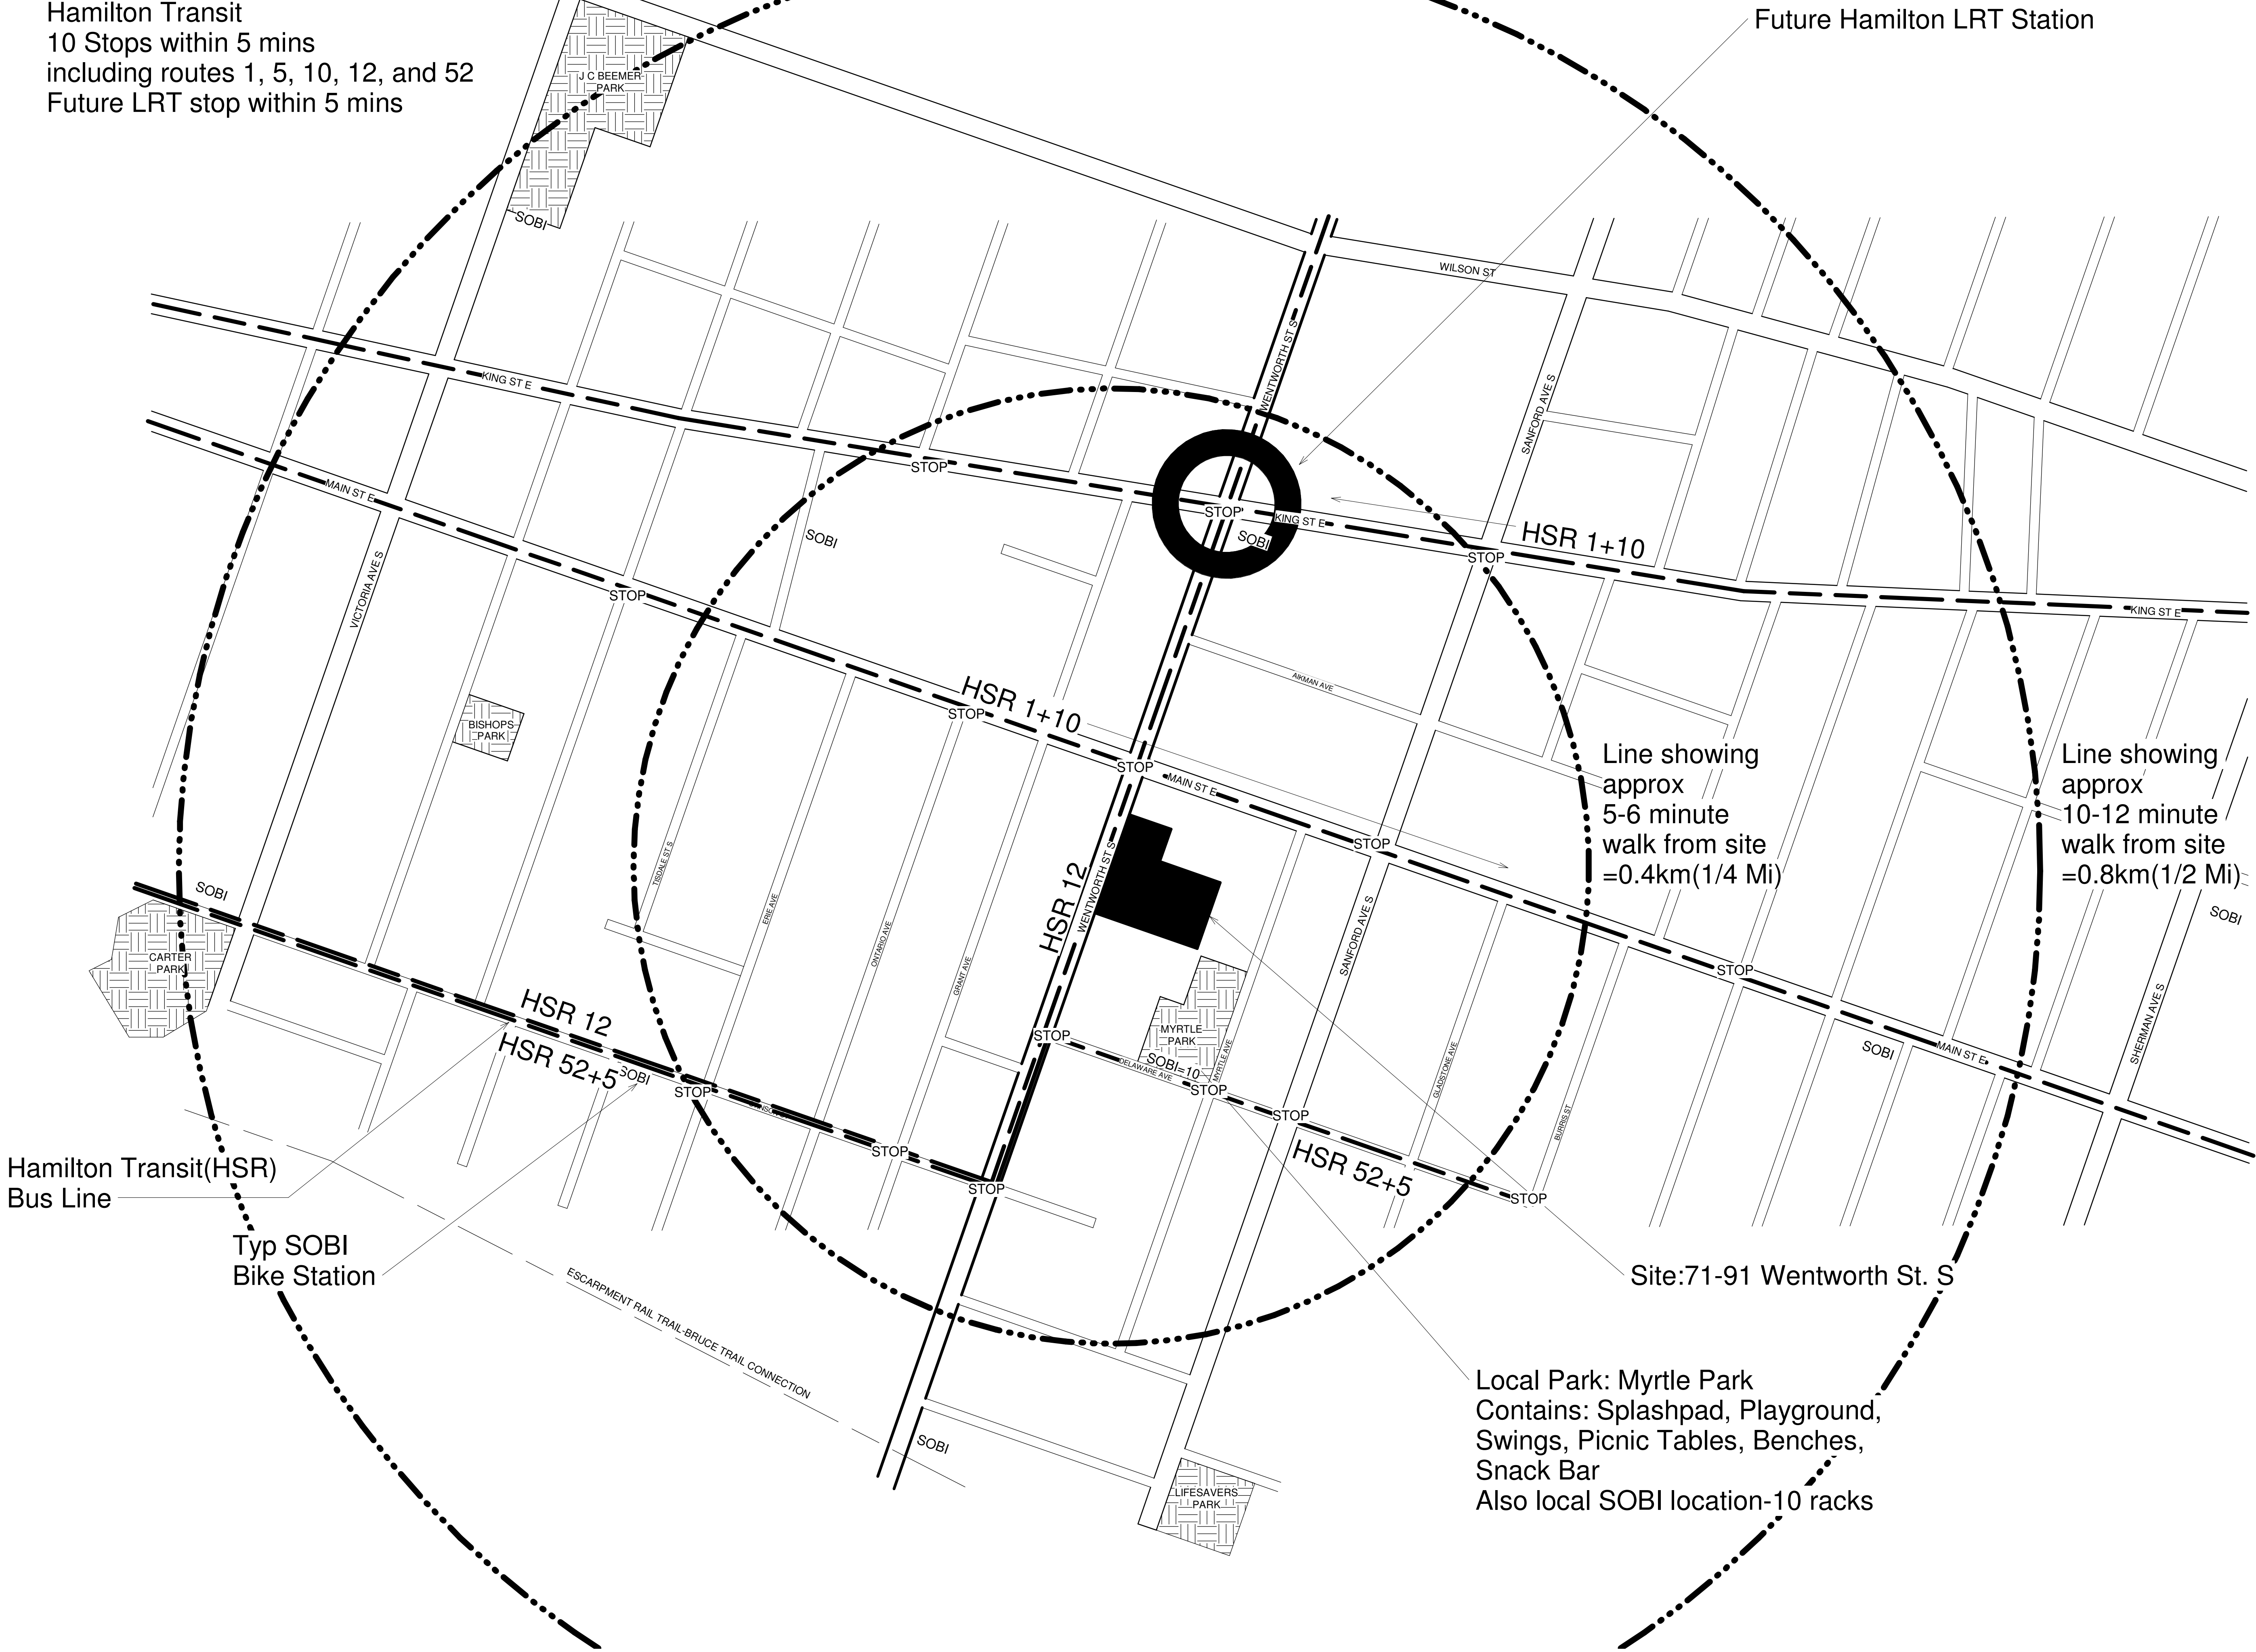 Hamilton Transit
10 Stops within 5 mins
including routes 1, 5, 10, 12, and 52
Future LRT stop within 5 mins
Future Hamilton LRT Station
J C BEEMER
PARK
SOBI
WILSON ST
WENTWORTH ST S
SANFORD AVE S
KING ST E
STOP
MAIN ST E
STOP
KING ST E
SOBI
SOBI
HSR 1+10
STOP
VICTORIA AVE S
STOP
KING ST E
AIKMAN AVE
HSR 1+10
STOP
BISHOPS
PARK
STOP
MAIN ST E
Line showing
approx
5-6 minute
walk from site
=0.4km(1/4 Mi)
Line showing
approx
10-12 minute
walk from site
=0.8km(1/2 Mi)
STOP
TISDALE ST S
ERIE AVE
ONTARIO AVE
GRANT AVE
HSR 12
WENTWORTH ST S
SANFORD AVE S
SOBI
SOBI
CARTER
PARK
STOP
HSR 12
HSR 52+5
SOBI
STOP
STOP
STOP
STOP
MYRTLE
PARK
SOBI=10
DELAWARE AVE
MYRTLE AVE
STOP
STOP
GLADSTONE AVE
BURRIS ST
SOBI
MAIN ST E
SHERMAN AVE S
HSR 52+5
STOP
Hamilton Transit(HSR)
Bus Line
Typ SOBI
Bike Station
ESCARPMENT RAIL TRAIL-BRUCE TRAIL CONNECTION
Site:71-91 Wentworth St. S
Local Park: Myrtle Park
Contains: Splashpad, Playground,
Swings, Picnic Tables, Benches,
Snack Bar
Also local SOBI location-10 racks
SOBI
LIFESAVERS
PARK